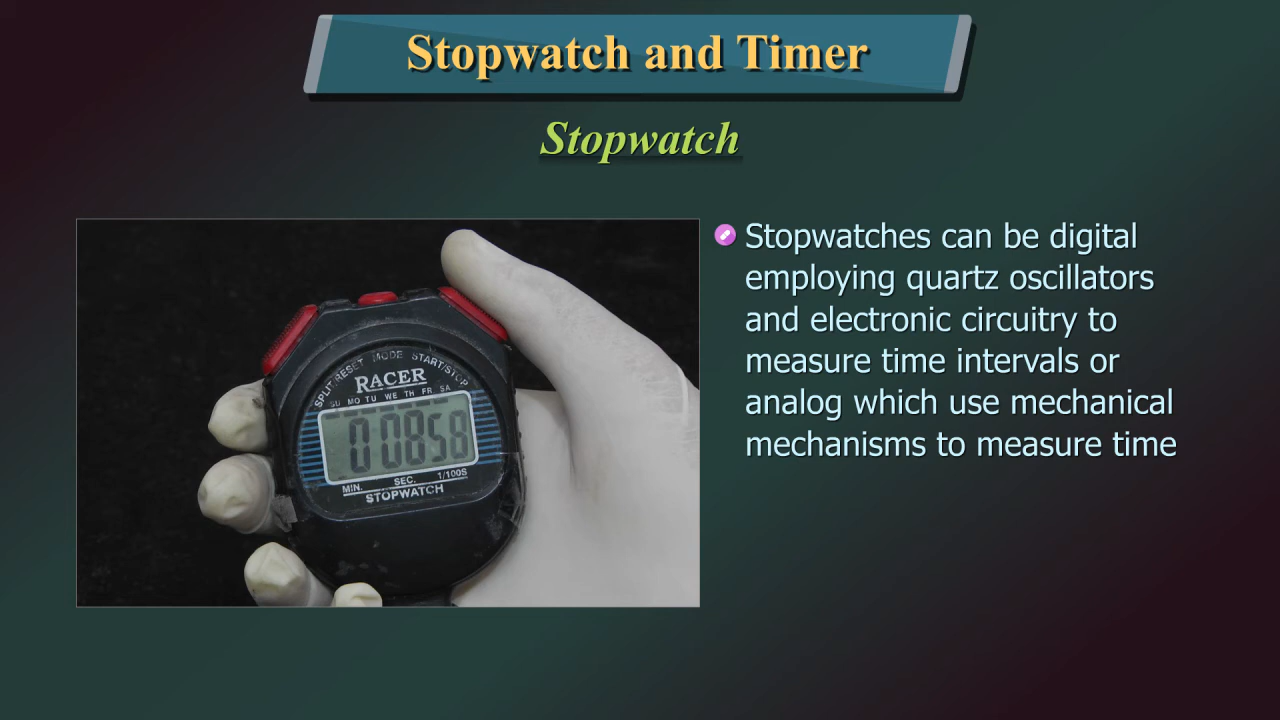 Stopwatch and Timer
Stopwatch
Stopwatches can be digital
employing quartz oscillators
and electronic circuitry to
measure time intervals or
analog which use mechanical
mechanisms to measure time
SPLIT/RESET MODE START/STOP
RACER
SU MO TU WE TH FR SA
0:0858
MIN. SEC. 1/100S
STOPWATCH